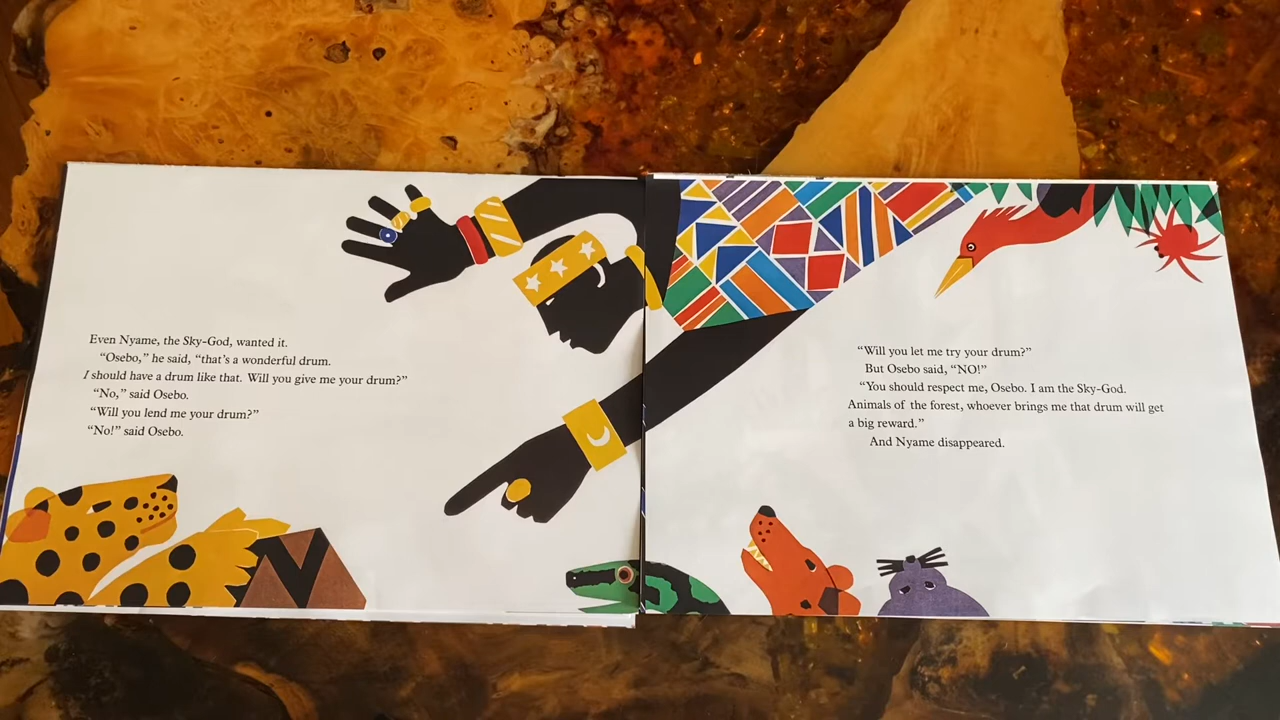 Even Nyame, the Sky-God, wanted it.
“Osebo,” he said, “that’s a wonderful drum.
I should have a drum like that. Will you give me your drum?”
“No,” said Osebo.
“Will you lend me your drum?”
“No!” said Osebo.
“Will you let me try your drum?”
But Osebo said, “NO!”
“You should respect me, Osebo. I am the Sky-God.
Animals of the forest, whoever brings me that drum will get
a big reward.”
And Nyame disappeared.